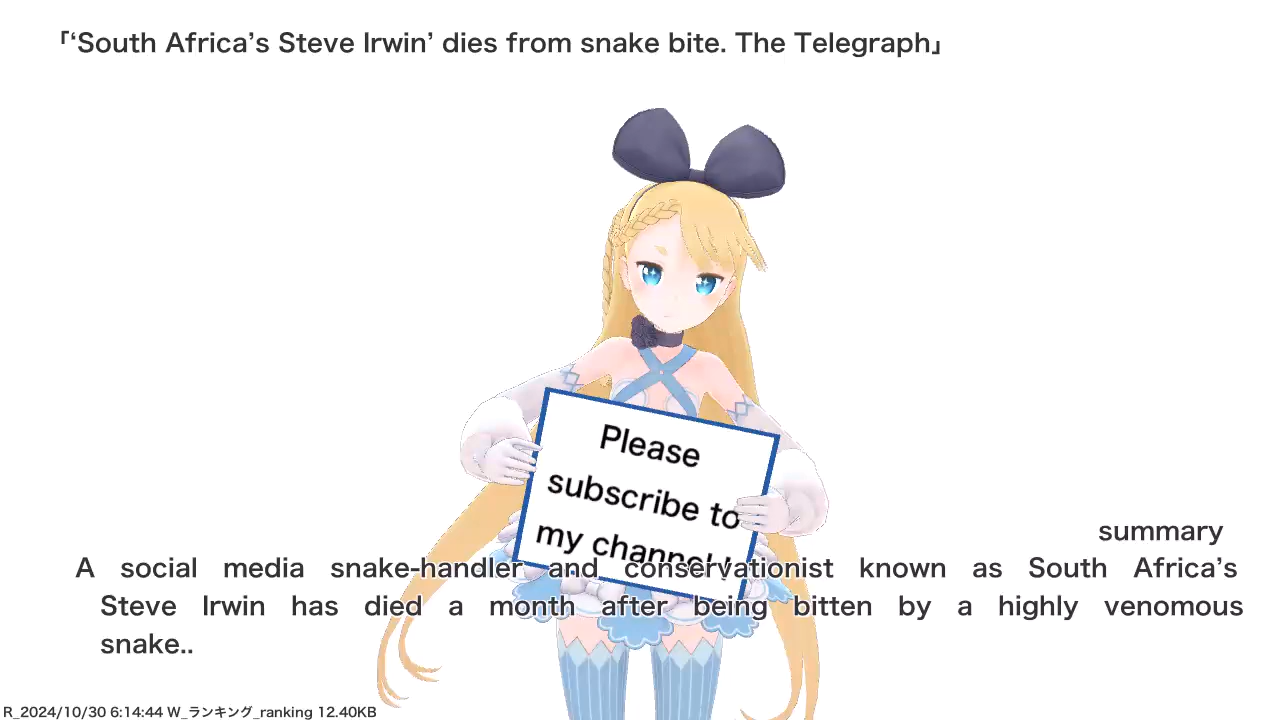 「‘South Africa’s Steve Irwin’ dies from snake bite. The Telegraph」
Please
subscribe to
my channel !
summary
A social media snake-handler and conservationist known as South Africa’s
Steve Irwin has died a month after being bitten by a highly venomous
snake..
R_2024/10/30 6:14:44 W_ランキング_ranking 12.40KB